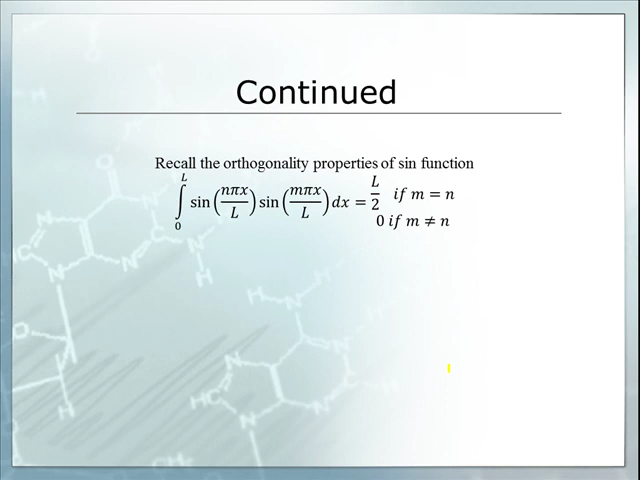 Continued
Recall the orthogonality properties of sin function
∫₀ᴸ sin(nπx/L) sin(mπx/L) dx = L/2 if m = n
0 if m ≠ n